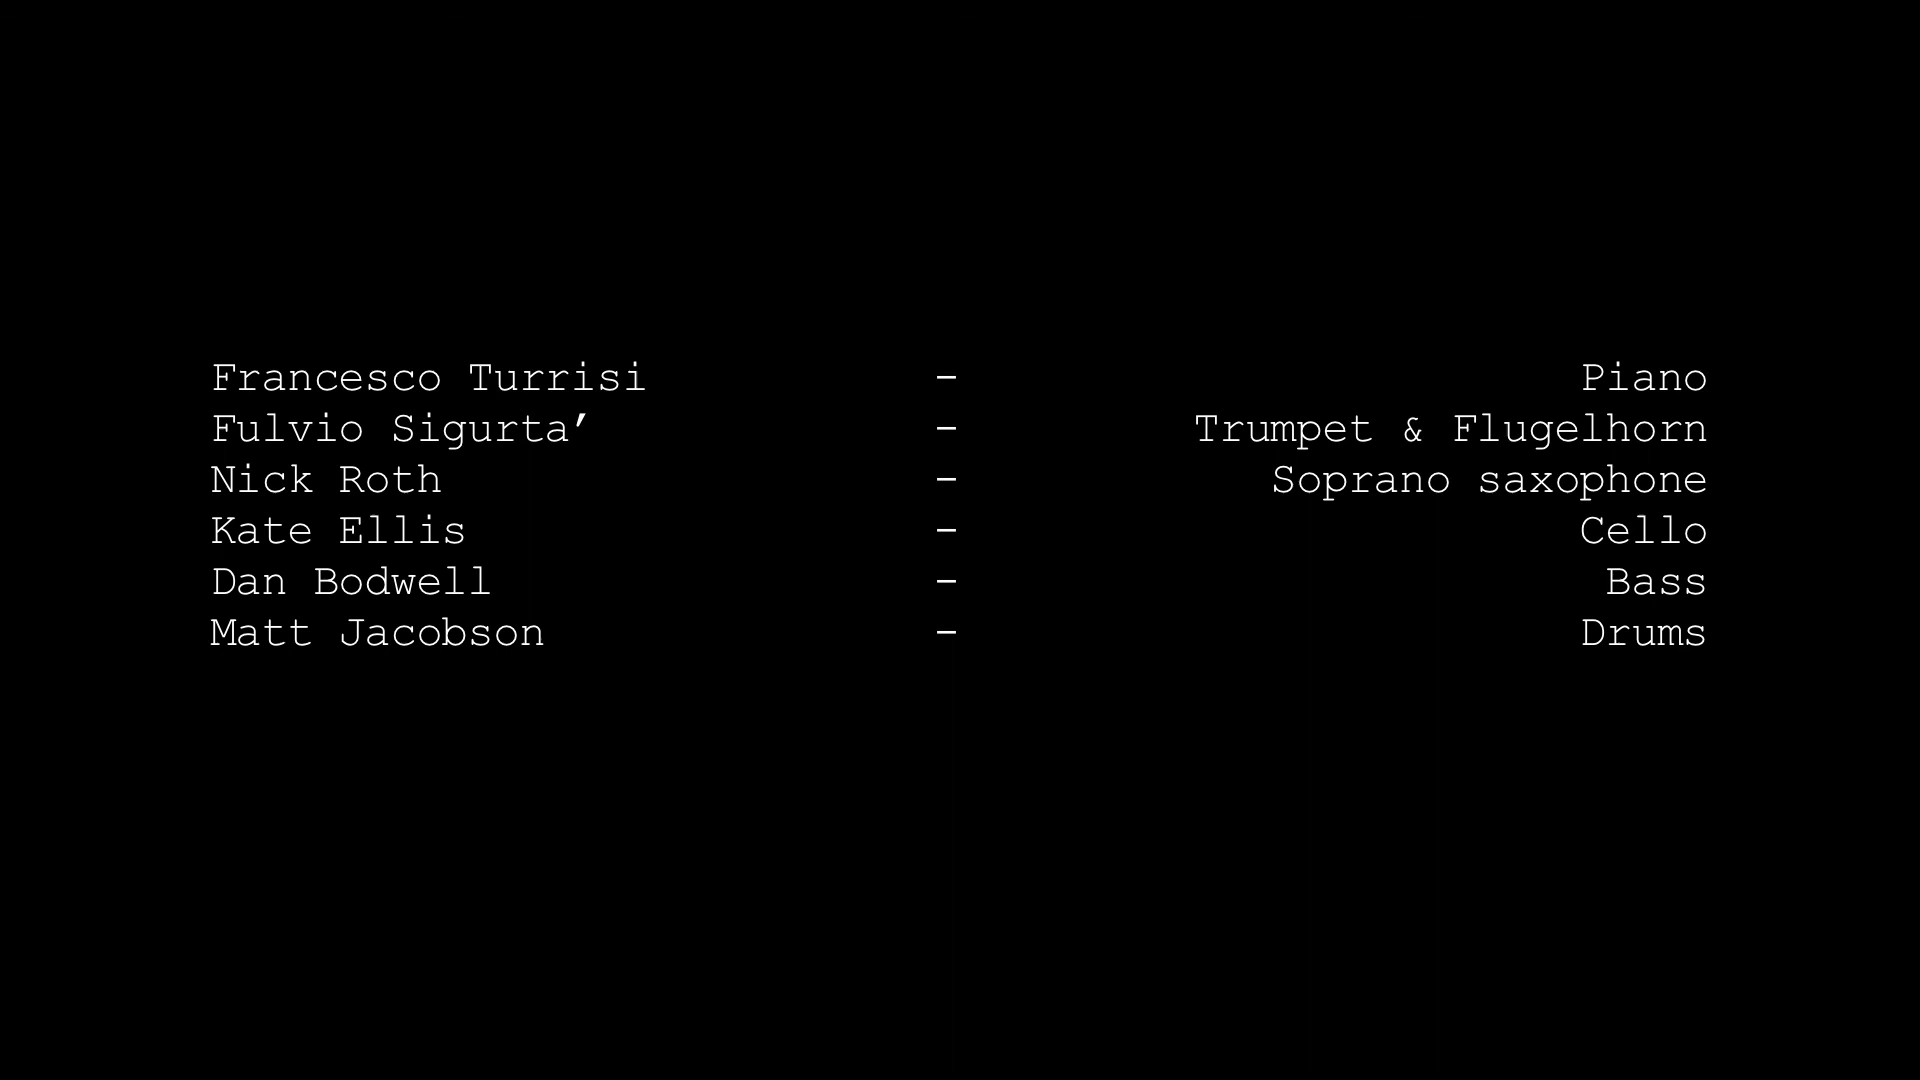 Francesco Turrisi - Piano
Fulvio Sigurta’ - Trumpet & Flugelhorn
Nick Roth - Soprano saxophone
Kate Ellis - Cello
Dan Bodwell - Bass
Matt Jacobson - Drums